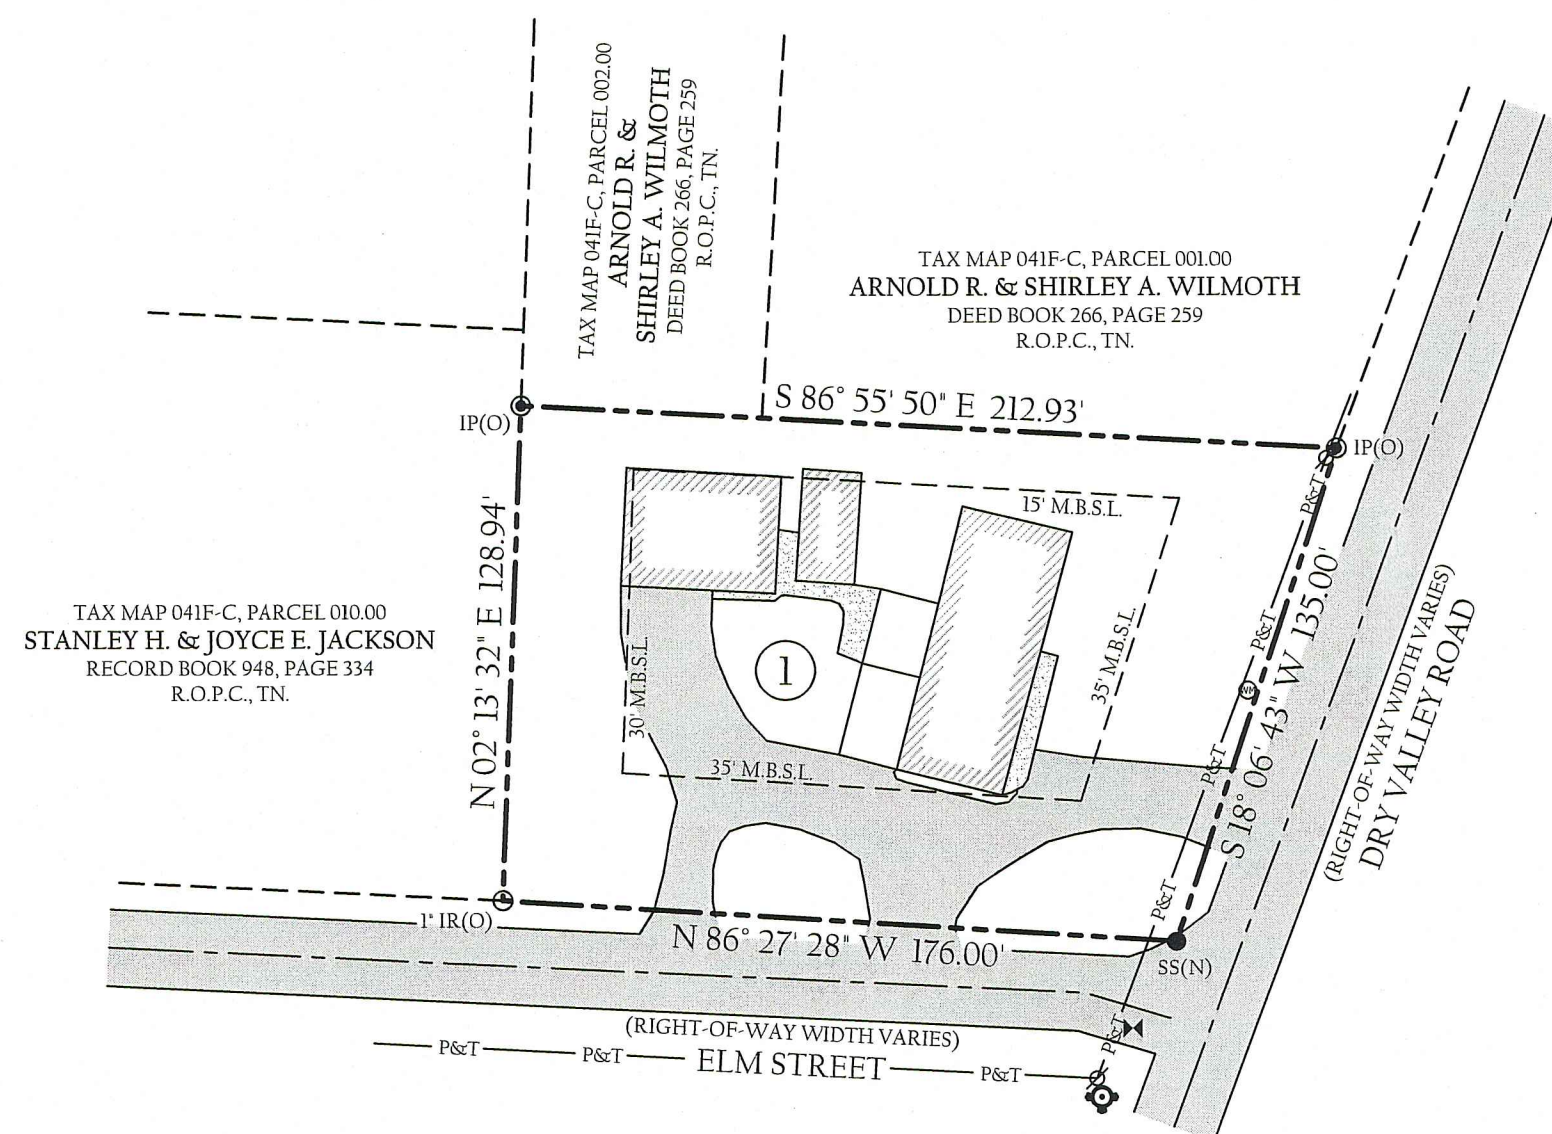 TAX MAP 041F-C, PARCEL 002.00
ARNOLD R. &
SHIRLEY A. WILMOTH
DEED BOOK 266, PAGE 259
R.O.P.C., TN.
TAX MAP 041F-C, PARCEL 001.00
ARNOLD R. & SHIRLEY A. WILMOTH
DEED BOOK 266, PAGE 259
R.O.P.C., TN.
S 86° 55' 50" E 212.93'
IP(O)
IP(O)
P&T
15' M.B.S.L.
N 02° 13' 32" E 128.94'
TAX MAP 041F-C, PARCEL 010.00
STANLEY H. & JOYCE E. JACKSON
RECORD BOOK 948, PAGE 334
R.O.P.C., TN.
30' M.B.S.L.
1
35' M.B.S.L.
P&T
WM
S 18° 06' 43" W 135.00'
(RIGHT-OF-WAY WIDTH VARIES)
DRY VALLEY ROAD
35' M.B.S.L.
P&T
P&T
1" IR(O)
N 86° 27' 28" W 176.00'
SS(N)
P&T
(RIGHT-OF-WAY WIDTH VARIES)
P&T
P&T
ELM STREET
P&T